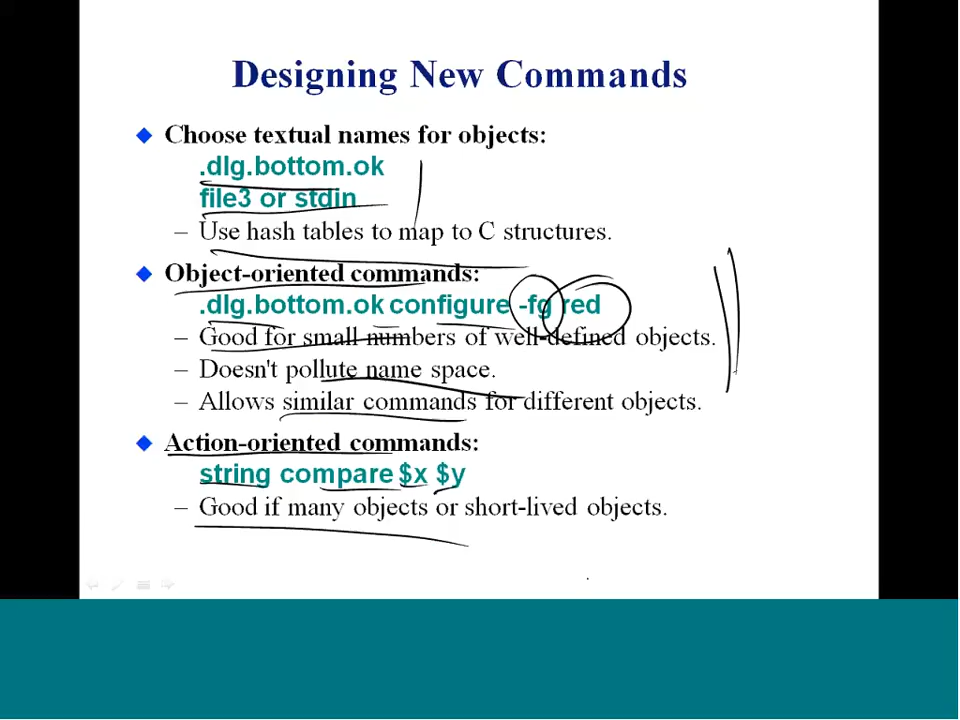 Designing New Commands
Choose textual names for objects:
.dlg.bottom.ok
file3 or stdin
– Use hash tables to map to C structures.
Object-oriented commands:
.dlg.bottom.ok configure -fg red
– Good for small numbers of well-defined objects.
– Doesn't pollute name space.
– Allows similar commands for different objects.
Action-oriented commands:
string compare $x $y
– Good if many objects or short-lived objects.